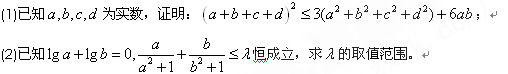 (1)已知a,b,c,d为实数，证明：(a+b+c+d)²≤3(a²+b²+c²+d²)+6ab；
(2)已知lg a+lg b=0, a/(a²+1)+b/(b²+1)≤λ恒成立，求λ的取值范围。